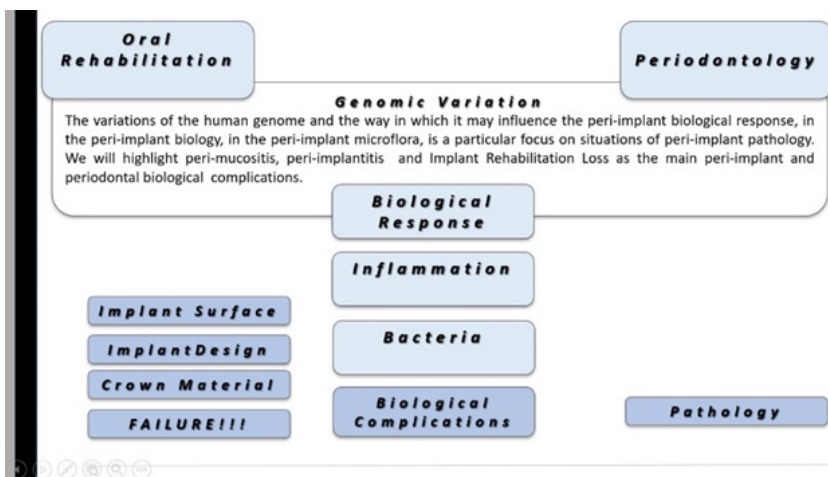 Oral
Rehabilitation
Periodontology
Genomic Variation
The variations of the human genome and the way in which it may influence the peri-implant biological response, in
the peri-implant biology, in the peri-implant microflora, is a particular focus on situations of peri-implant pathology.
We will highlight peri-mucositis, peri-implantitis and Implant Rehabilitation Loss as the main peri-implant and
periodontal biological complications.
Biological
Response
Inflammation
Bacteria
Biological
Complications
Implant Surface
ImplantDesign
Crown Material
FAILURE!!!
Pathology